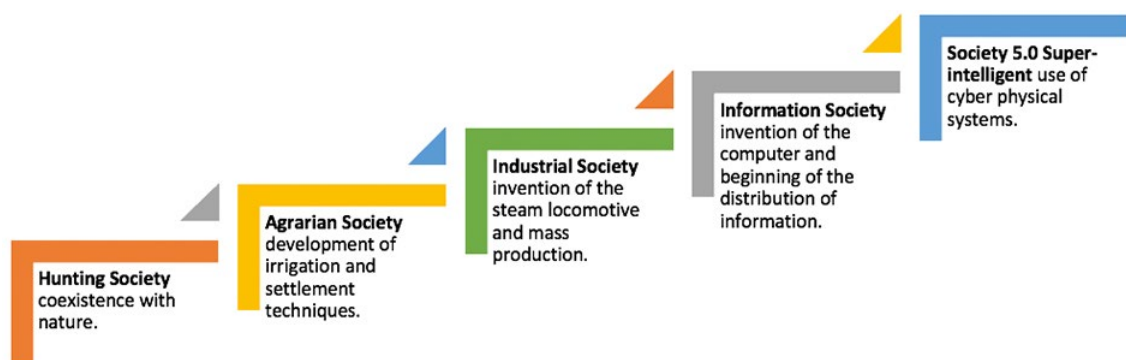 Hunting Society
coexistence with
nature.
Agrarian Society
development of
irrigation and
settlement
techniques.
Industrial Society
invention of the
steam locomotive
and mass
production.
Information Society
invention of the
computer and
beginning of the
distribution of
information.
Society 5.0 Super-
intelligent use of
cyber physical
systems.